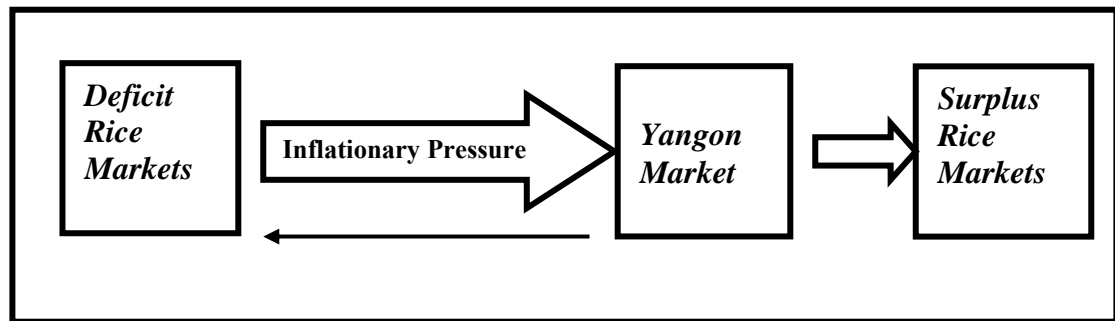 Deficit
Rice
Markets
Inflationary Pressure
Yangon
Market
Surplus
Rice
Markets